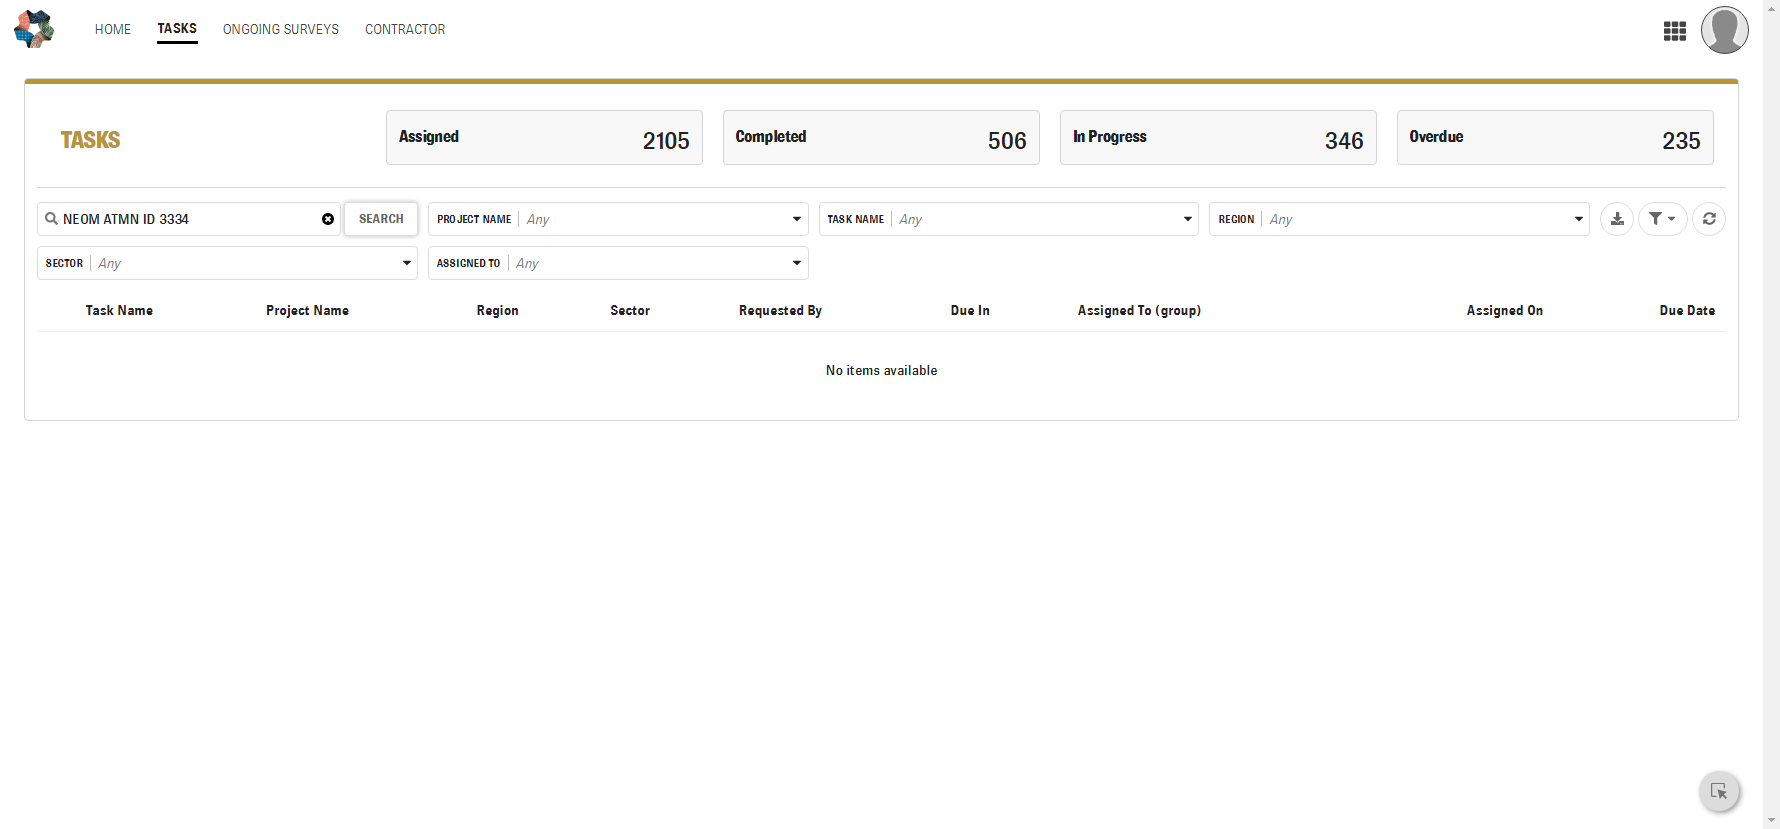 HOME TASKS ONGOING SURVEYS CONTRACTOR
TASKS
Assigned 2105
Completed 506
In Progress 346
Overdue 235
NEOM ATMN ID 3334 SEARCH PROJECT NAME Any TASK NAME Any REGION Any
SECTOR Any ASSIGNED TO Any
Task Name Project Name Region Sector Requested By Due In Assigned To (group) Assigned On Due Date
No items available